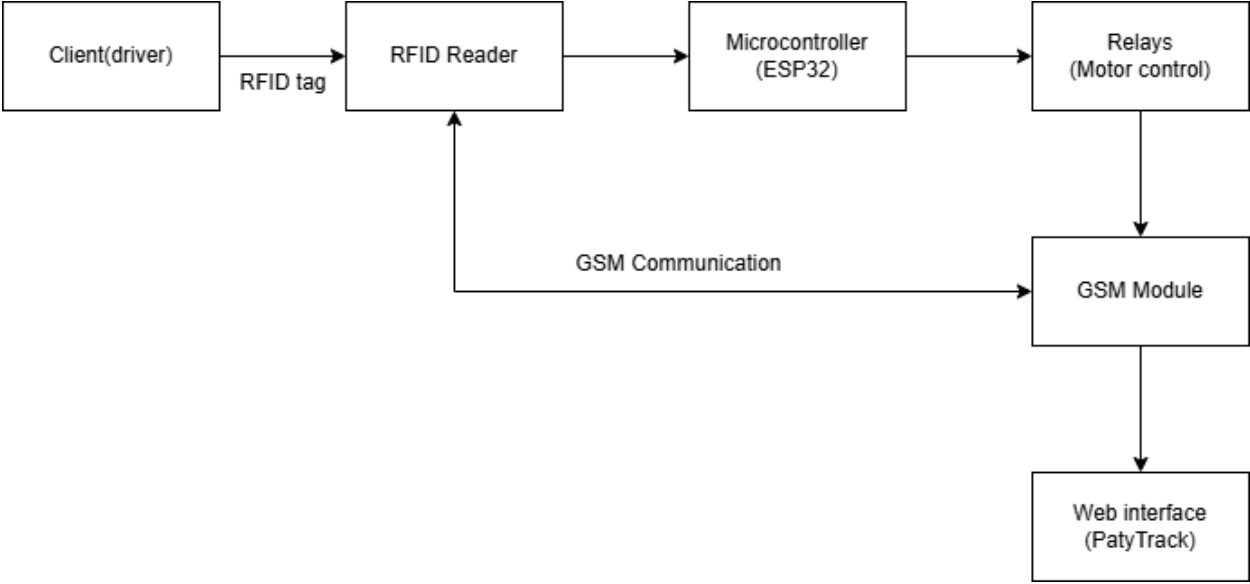 Client(driver)
RFID tag
RFID Reader
Microcontroller
(ESP32)
Relays
(Motor control)
GSM Communication
GSM Module
Web interface
(PatyTrack)